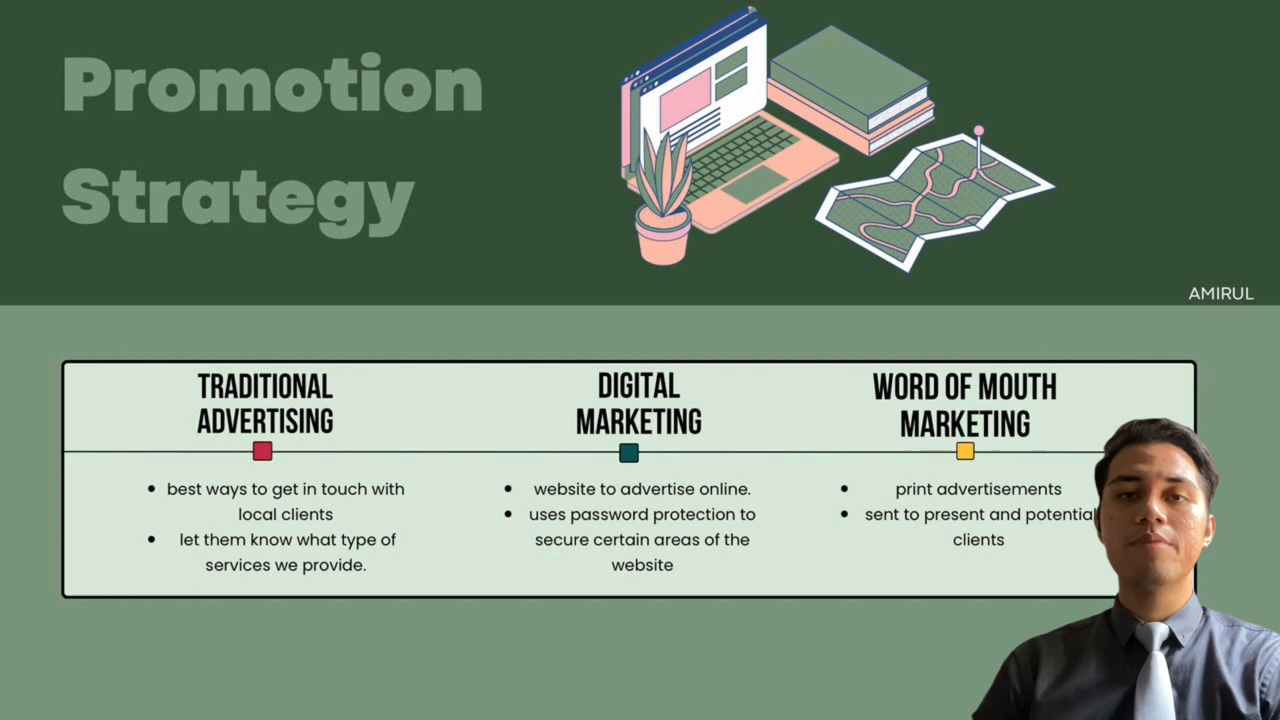 Promotion
Strategy
AMIRUL
TRADITIONAL
ADVERTISING
• best ways to get in touch with
local clients
• let them know what type of
services we provide.
DIGITAL
MARKETING
• website to advertise online.
• uses password protection to
secure certain areas of the
website
WORD OF MOUTH
MARKETING
• print advertisements
• sent to present and potential
clients